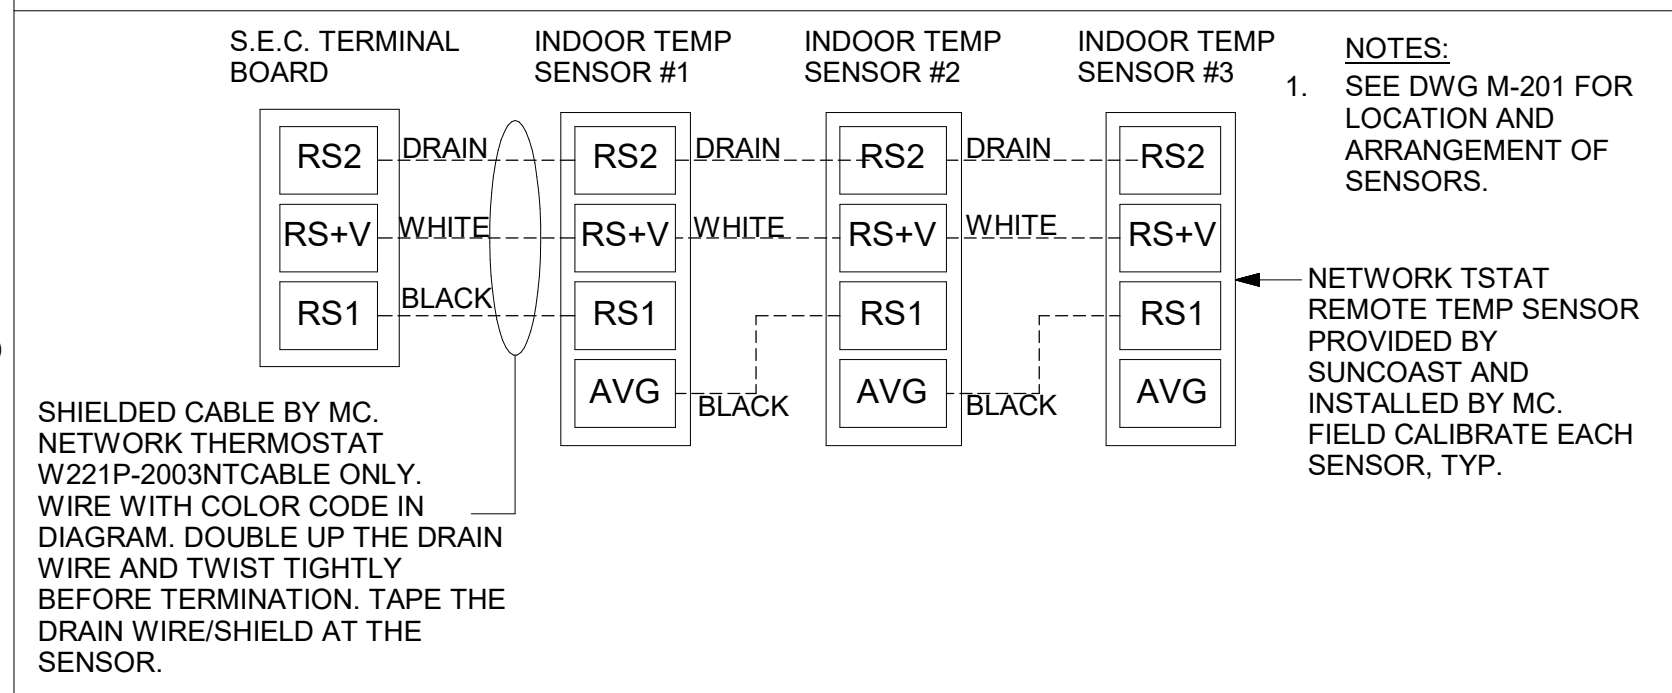 S.E.C. TERMINAL
BOARD
INDOOR TEMP
SENSOR #1
INDOOR TEMP
SENSOR #2
INDOOR TEMP
SENSOR #3
RS2
DRAIN
RS2
DRAIN
RS2
DRAIN
RS2
RS+V
WHITE
RS+V
WHITE
RS+V
WHITE
RS+V
RS1
BLACK
RS1
RS1
RS1
AVG
BLACK
AVG
BLACK
AVG
NOTES:
1. SEE DWG M-201 FOR
LOCATION AND
ARRANGEMENT OF
SENSORS.
NETWORK TSTAT
REMOTE TEMP SENSOR
PROVIDED BY
SUNCOAST AND
INSTALLED BY MC.
FIELD CALIBRATE EACH
SENSOR, TYP.
SHIELDED CABLE BY MC.
NETWORK THERMOSTAT
W221P-2003NTCABLE ONLY.
WIRE WITH COLOR CODE IN
DIAGRAM. DOUBLE UP THE DRAIN
WIRE AND TWIST TIGHTLY
BEFORE TERMINATION. TAPE THE
DRAIN WIRE/SHIELD AT THE
SENSOR.